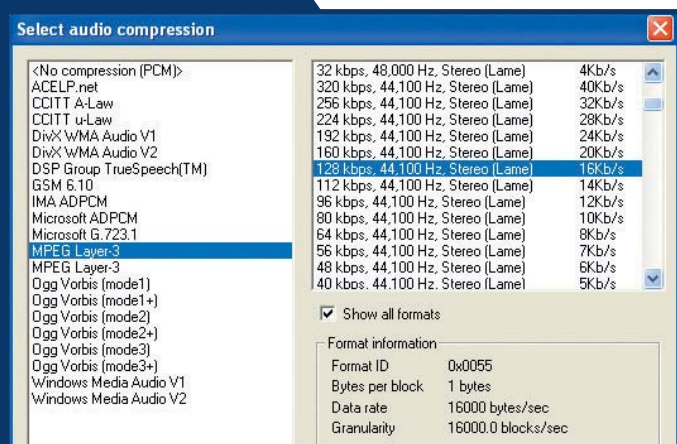 Select audio compression
<No compression (PCM)>
ACELP.net
CCITT A-Law
CCITT u-Law
DivX WMA Audio V1
DivX WMA Audio V2
DSP Group TrueSpeech(TM)
GSM 6.10
IMA ADPCM
Microsoft ADPCM
Microsoft G.723.1
MPEG Layer-3
MPEG Layer-3
Ogg Vorbis (mode1)
Ogg Vorbis (mode1+)
Ogg Vorbis (mode2)
Ogg Vorbis (mode2+)
Ogg Vorbis (mode3)
Ogg Vorbis (mode3+)
Windows Media Audio V1
Windows Media Audio V2
32 kbps, 48,000 Hz, Stereo (Lame) 4Kb/s
320 kbps, 44,100 Hz, Stereo (Lame) 40Kb/s
256 kbps, 44,100 Hz, Stereo (Lame) 32Kb/s
224 kbps, 44,100 Hz, Stereo (Lame) 28Kb/s
192 kbps, 44,100 Hz, Stereo (Lame) 24Kb/s
160 kbps, 44,100 Hz, Stereo (Lame) 20Kb/s
128 kbps, 44,100 Hz, Stereo (Lame) 16Kb/s
112 kbps, 44,100 Hz, Stereo (Lame) 14Kb/s
96 kbps, 44,100 Hz, Stereo (Lame) 12Kb/s
80 kbps, 44,100 Hz, Stereo (Lame) 10Kb/s
64 kbps, 44,100 Hz, Stereo (Lame) 8Kb/s
56 kbps, 44,100 Hz, Stereo (Lame) 7Kb/s
48 kbps, 44,100 Hz, Stereo (Lame) 6Kb/s
40 kbps, 44,100 Hz, Stereo (Lame) 5Kb/s
Show all formats
Format information
Format ID 0x0055
Bytes per block 1 bytes
Data rate 16000 bytes/sec
Granularity 16000.0 blocks/sec